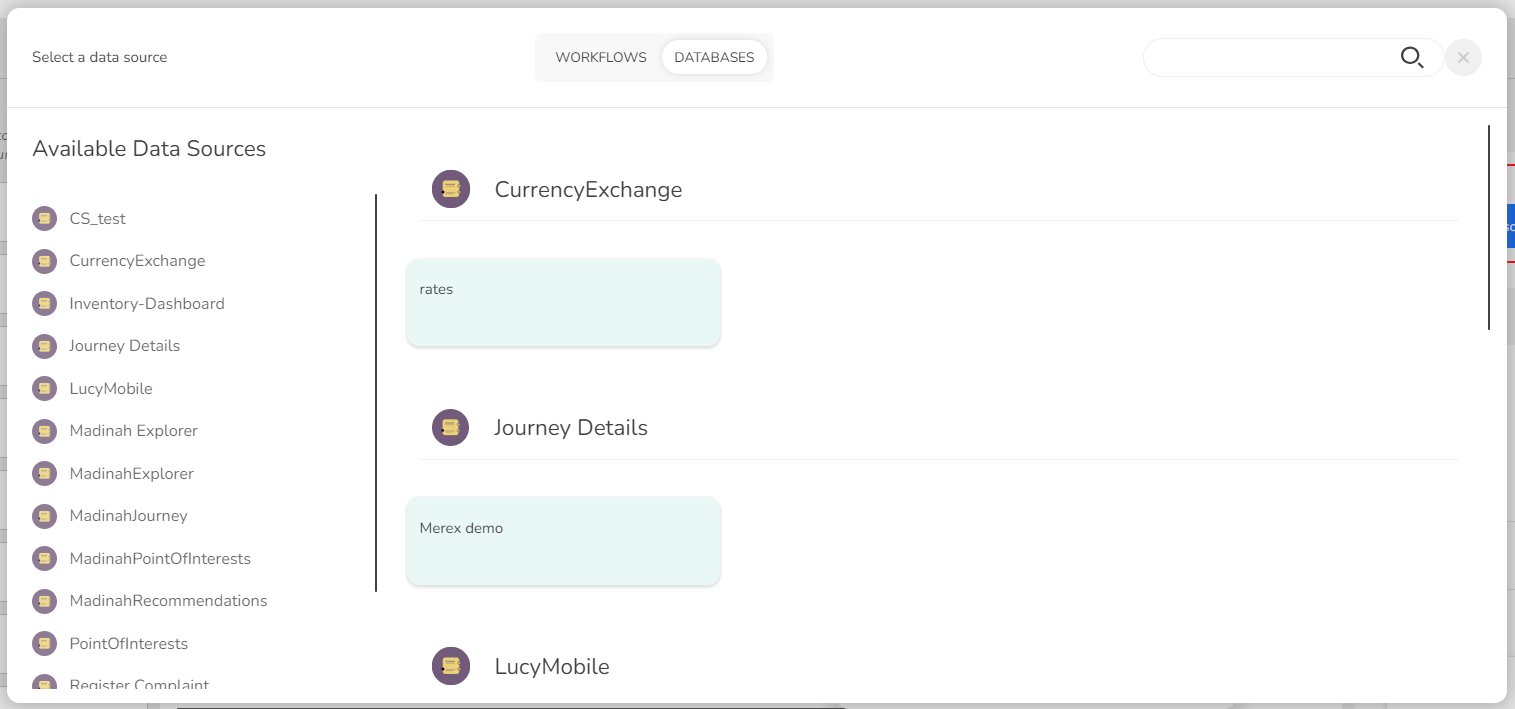 Select a data source
WORKFLOWS
DATABASES
Available Data Sources
CS_test
CurrencyExchange
Inventory-Dashboard
Journey Details
LucyMobile
Madinah Explorer
MadinahExplorer
MadinahJourney
MadinahPointOfInterests
MadinahRecommendations
PointOfInterests
Register Complaint
CurrencyExchange
rates
Journey Details
Merex demo
LucyMobile